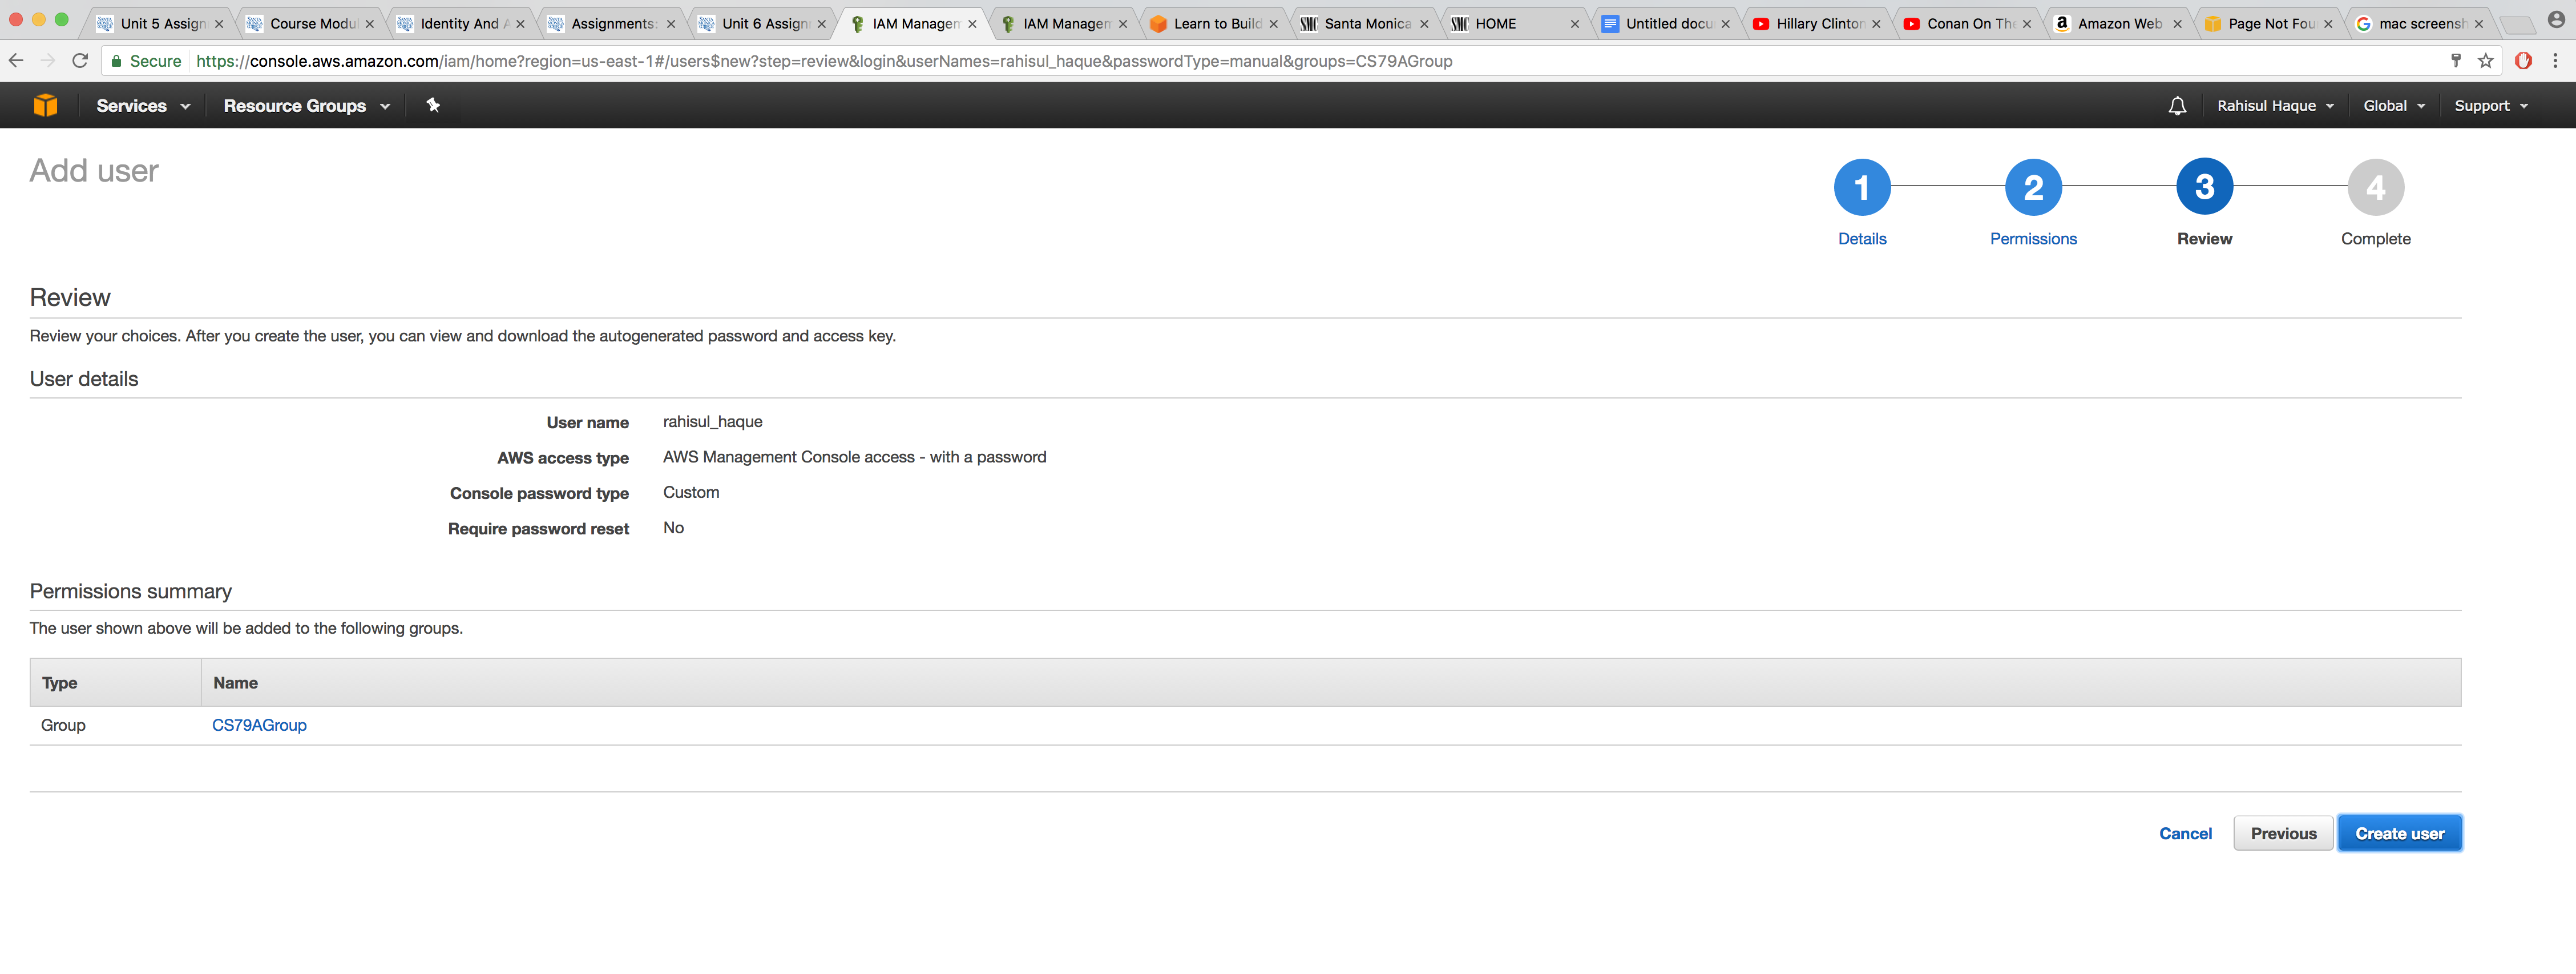 Unit 5 Assign
Course Modul
Identity And A
Assignments:
Unit 6 Assign
IAM Managem
IAM Managem
Learn to Build
SMC Santa Monica
SMC HOME
Untitled docu
Hillary Clinton
Conan On The
a Amazon Web
Page Not Fou
G mac screensh
Secure https://console.aws.amazon.com/iam/home?region=us-east-1#/users$new?step=review&login&userNames=rahisul_haque&passwordType=manual&groups=CS79AGroup
Services Resource Groups Rahisul Haque Global Support
Add user
1 2 3 4
Details Permissions Review Complete
Review
Review your choices. After you create the user, you can view and download the autogenerated password and access key.
User details
User name rahisul_haque
AWS access type AWS Management Console access - with a password
Console password type Custom
Require password reset No
Permissions summary
The user shown above will be added to the following groups.
Type Name
Group CS79AGroup
Cancel Previous Create user